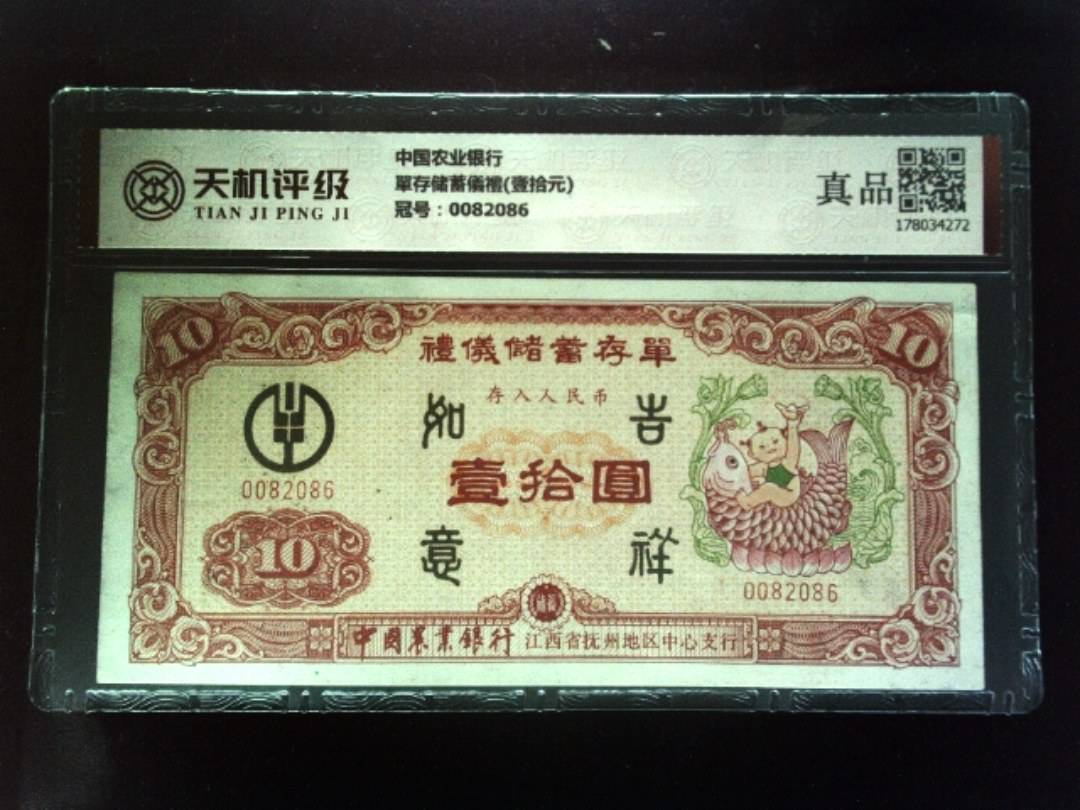 天机评级
TIAN JI PING JI
中国农业银行
單存储蓄儀禮(壹拾元)
冠号：0082086
真品
178034272
10
10
禮儀儲蓄存單
存入人民币
如 吉
壹拾圓
意 祥
0082086
10
0082086
中國農業銀行 江西省抚州地区中心支行